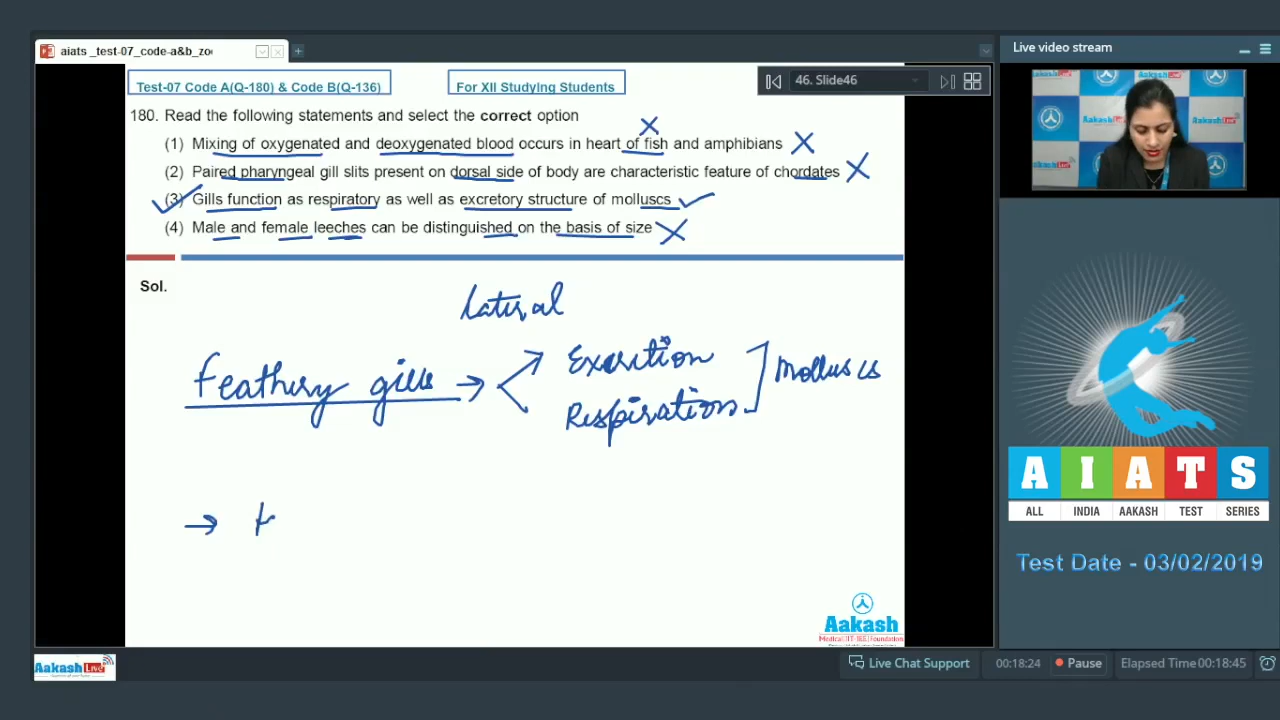 aiats _test-07_code-a&b_zo
46. Slide46
Live video stream
Test-07 Code A(Q-180) & Code B(Q-136)
For XII Studying Students
180. Read the following statements and select the correct option
(1) Mixing of oxygenated and deoxygenated blood occurs in heart of fish and amphibians
(2) Paired pharyngeal gill slits present on dorsal side of body are characteristic feature of chordates
(3) Gills function as respiratory as well as excretory structure of molluscs
(4) Male and female leeches can be distinguished on the basis of size
Sol.
Lateral
Feathery gills
Excretion
Respiration
Molluscs
Aakash
Medical|IIT-JEE|Foundations
AakashLive
A I A T S
ALL INDIA AAKASH TEST SERIES
Test Date - 03/02/2019
Live Chat Support
00:18:24
Pause
Elapsed Time 00:18:45